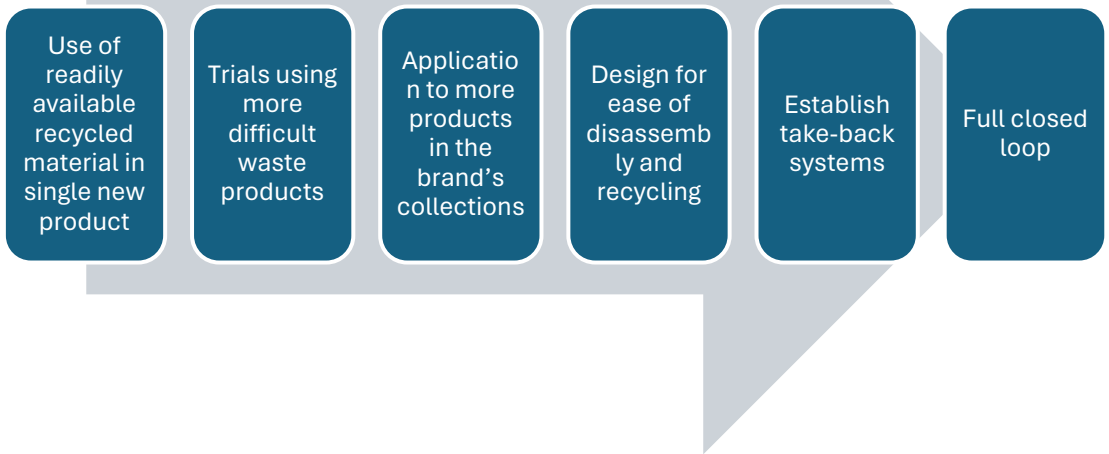 Use of
readily
available
recycled
material in
single new
product
Trials using
more
difficult
waste
products
Applicatio
n to more
products
in the
brand’s
collections
Design for
ease of
disassemb
ly and
recycling
Establish
take-back
systems
Full closed
loop